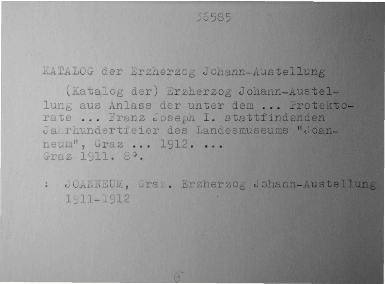 36585
KATALOG der Erzherzog Johann-Austellung
(Katalog der) Erzherzog Johann-Austel-
lung aus Anlass der unter dem ... Protekto-
rate ... Franz Joseph I. stattfindenden
Jahrhundertfeier des Landesmuseums "Joan-
neum", Graz ... 1912. ...
Graz 1911. 8°.
: JOANNEUM, Graz. Erzherzog Johann-Austellung
1911-1912